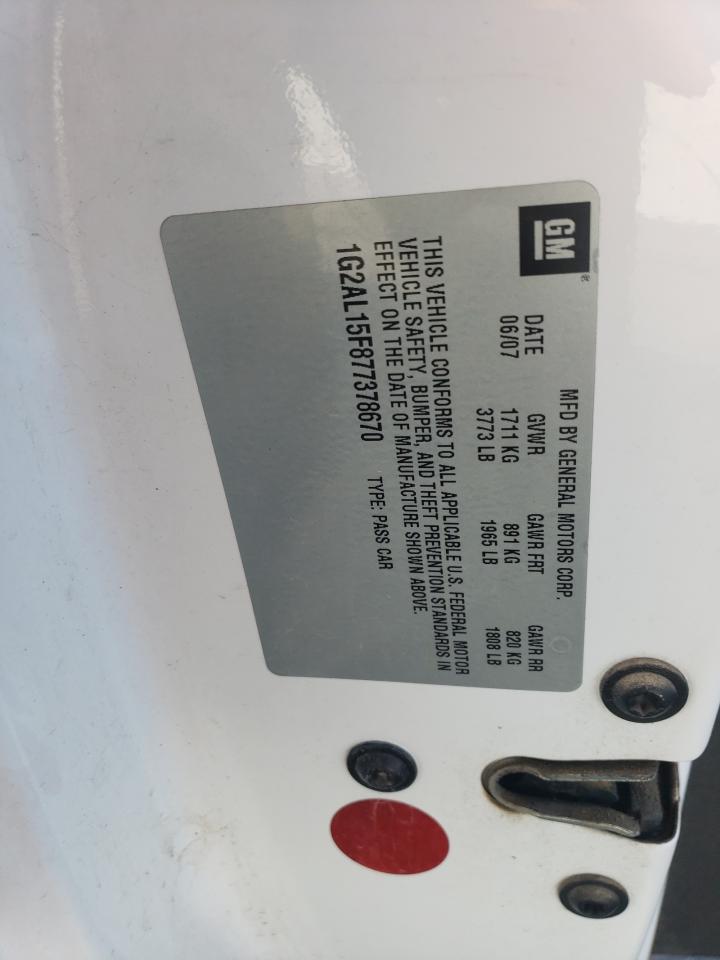 GM ®
MFD BY GENERAL MOTORS CORP.
DATE GVWR GAWR FRT GAWR RR
06/07 1711 KG 891 KG 820 KG
3773 LB 1965 LB 1808 LB
THIS VEHICLE CONFORMS TO ALL APPLICABLE U.S. FEDERAL MOTOR
VEHICLE SAFETY, BUMPER, AND THEFT PREVENTION STANDARDS IN
EFFECT ON THE DATE OF MANUFACTURE SHOWN ABOVE.
1G2AL15F877378670 TYPE: PASS CAR